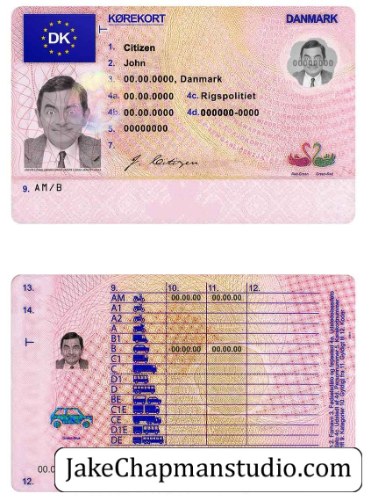 DK
KØREKORT DANMARK
1. Citizen
2. John
3. 00.00.0000, Danmark
4a. 00.00.0000 4c. Rigspolitiet
4b. 00.00.0000 4d. 000000-0000
5. 00000000
7.
J. Citizen
9. AM/B
13. 9. 10. 11. 12.
14. AM 00.00.00 00.00.00
A1
A2
A
B1
B 00.00.00 00.00.00
C1
C
D1
D
BE
C1E
CE
D1E
DE
12.
JakeChapmanstudio.com